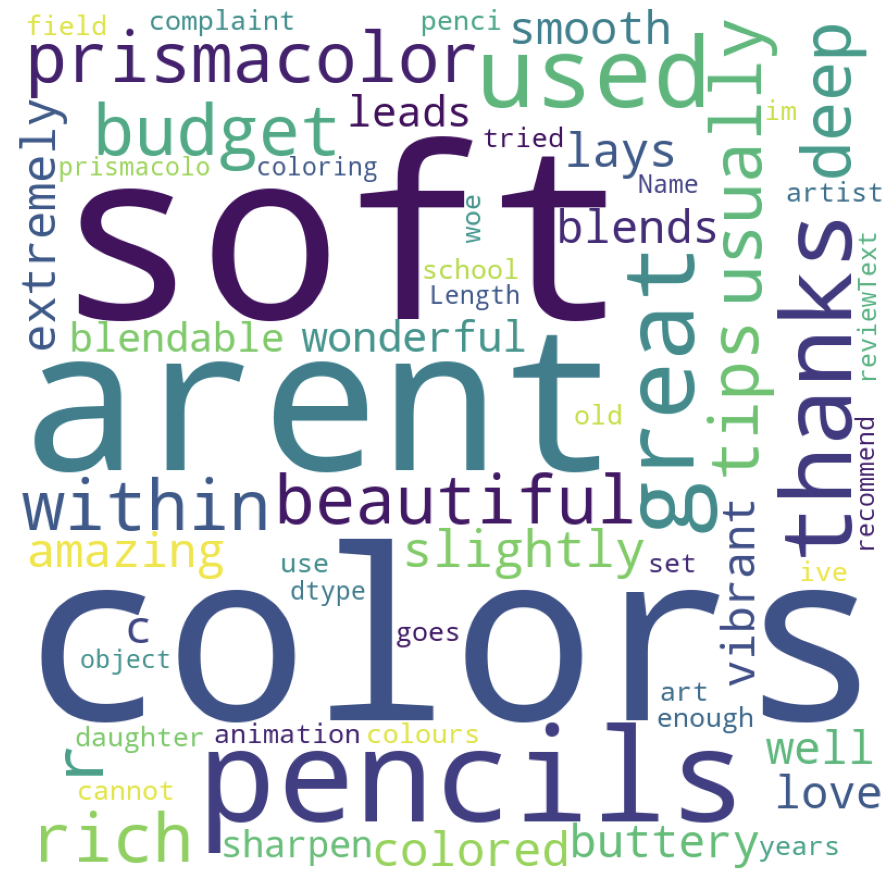 field complaint penci smooth
prismacolor used usually deep
budget leads tried im
extremely prismacolo coloring lays Name artist
soft woe blends
school
Length
great thanks reviewText
blendable wonderful tips
arent old
recommend
within beautiful
vibrant
amazing slightly
use set ive
dtype
colors
c goes
object
art
enough
daughter animation colours
r pencils well
cannot love
rich sharpen colored buttery years